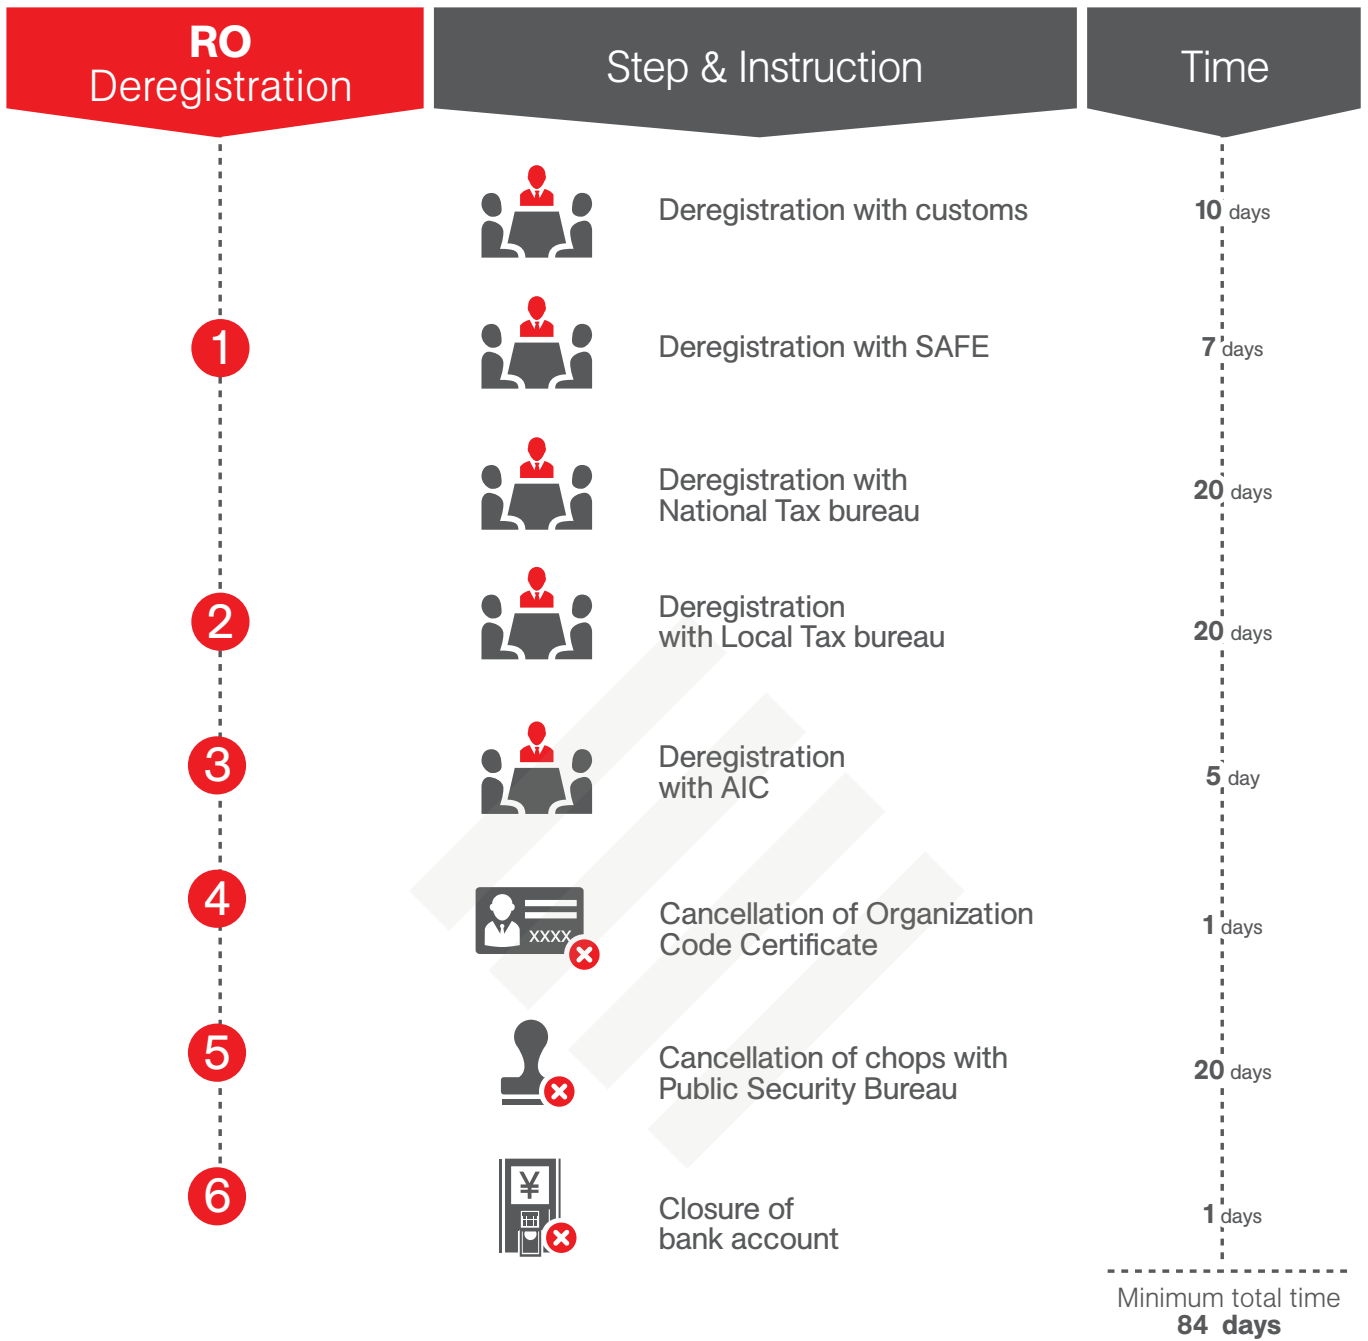 RO
Deregistration
Step & Instruction
Time
Deregistration with customs
10 days
1
Deregistration with SAFE
7 days
Deregistration with
National Tax bureau
20 days
2
Deregistration
with Local Tax bureau
20 days
3
Deregistration
with AIC
5 day
4
XXXX
Cancellation of Organization
Code Certificate
1 days
5
Cancellation of chops with
Public Security Bureau
20 days
6
¥
Closure of
bank account
1 days
Minimum total time
84 days